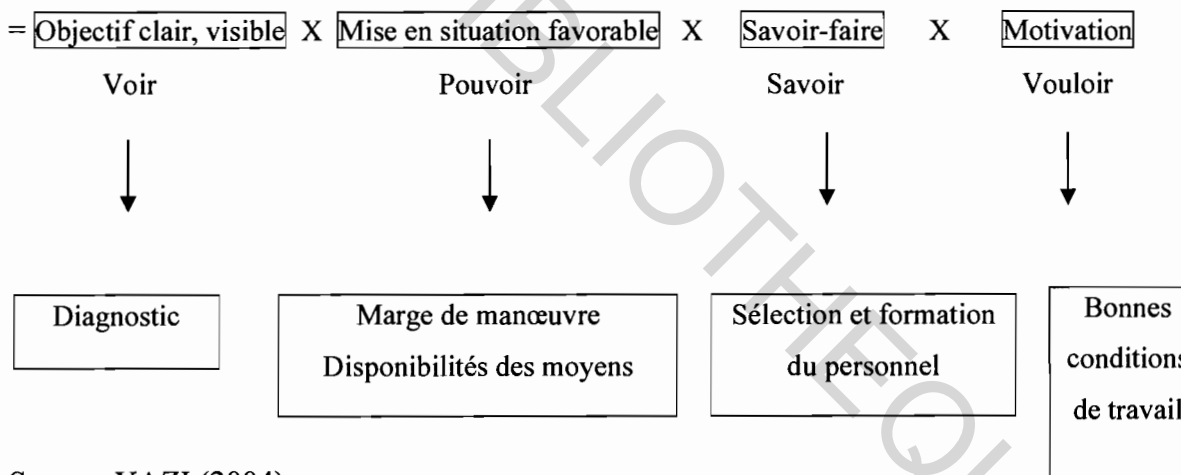 = Objectif clair, visible X Mise en situation favorable X Savoir-faire X Motivation
Voir Pouvoir Savoir Vouloir
Diagnostic
Marge de manœuvre
Disponibilités des moyens
Sélection et formation
du personnel
Bonnes
conditions
de travail
(2004)